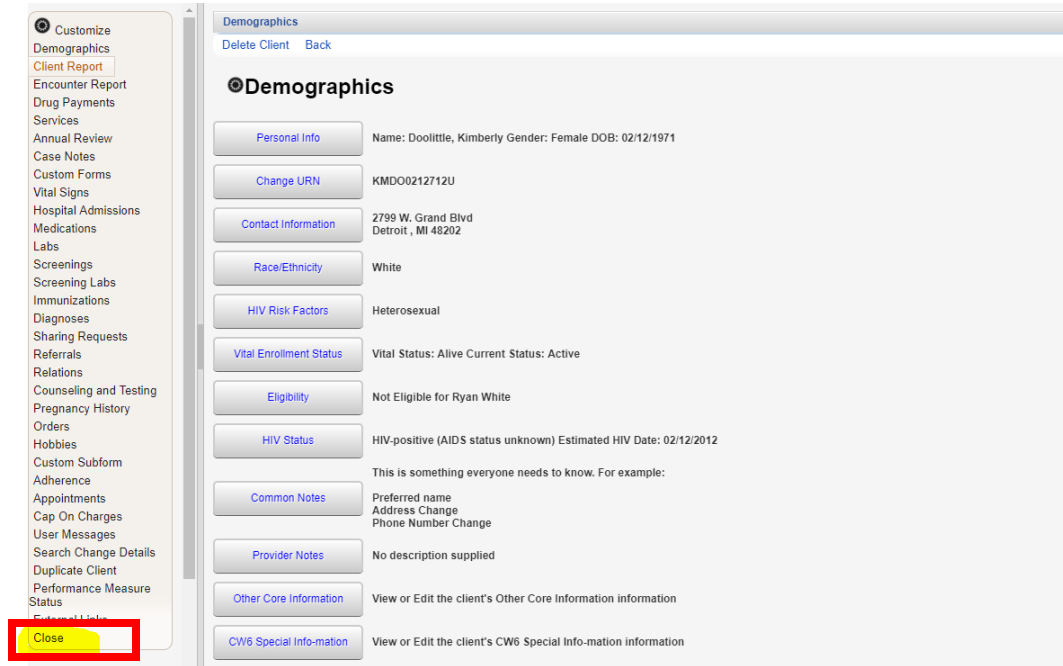 Customize
Demographics
Client Report
Encounter Report
Drug Payments
Services
Annual Review
Case Notes
Custom Forms
Vital Signs
Hospital Admissions
Medications
Labs
Screenings
Screening Labs
Immunizations
Diagnoses
Sharing Requests
Referrals
Relations
Counseling and Testing
Pregnancy History
Orders
Hobbies
Custom Subform
Adherence
Appointments
Cap On Charges
User Messages
Search Change Details
Duplicate Client
Performance Measure
Status
External Links
Close
Demographics
Delete Client Back
Demographics
Personal Info Name: Doolittle, Kimberly Gender: Female DOB: 02/12/1971
Change URN KMDO0212712U
Contact Information 2799 W. Grand Blvd
Detroit , MI 48202
Race/Ethnicity White
HIV Risk Factors Heterosexual
Vital Enrollment Status Vital Status: Alive Current Status: Active
Eligibility Not Eligible for Ryan White
HIV Status HIV-positive (AIDS status unknown) Estimated HIV Date: 02/12/2012
This is something everyone needs to know. For example:
Common Notes Preferred name
Address Change
Phone Number Change
Provider Notes No description supplied
Other Core Information View or Edit the client's Other Core Information information
CW6 Special Info-mation View or Edit the client's CW6 Special Info-mation information